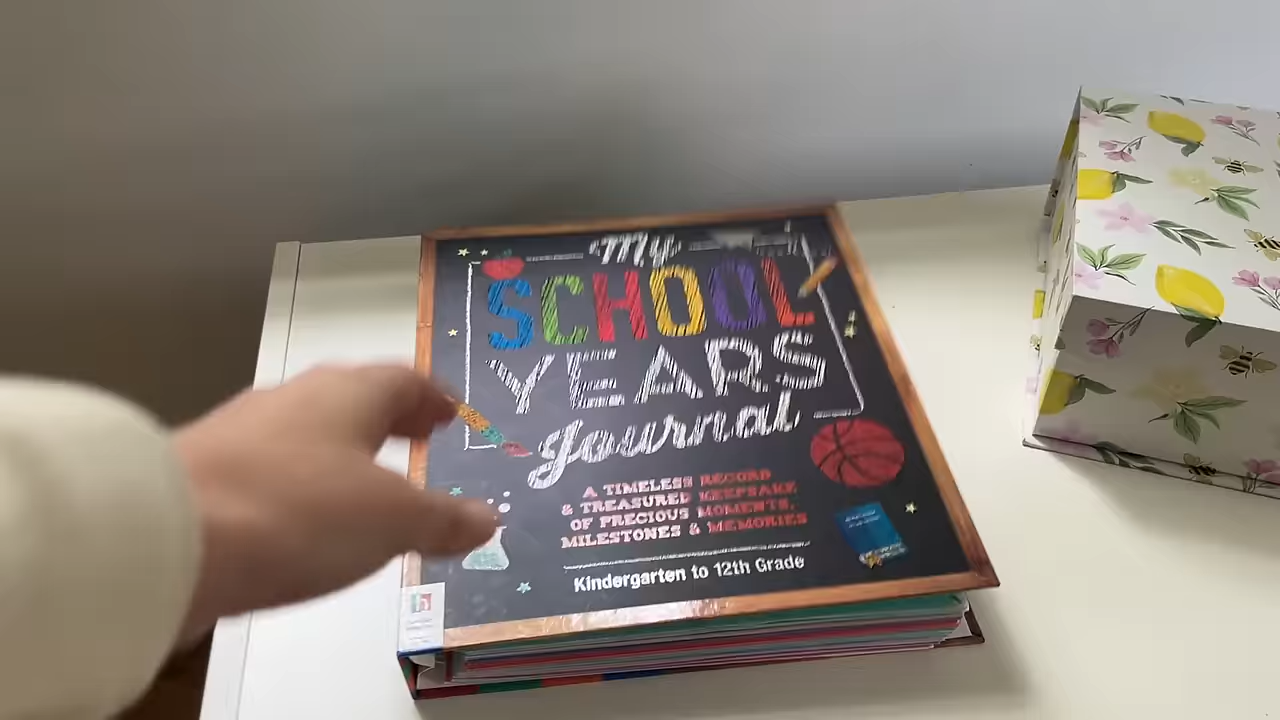 My
SCHOOL
YEARS
Journal
A TIMELESS RECORD
& TREASURED KEEPSAKE
OF PRECIOUS MOMENTS,
MILESTONES & MEMORIES
Kindergarten to 12th Grade